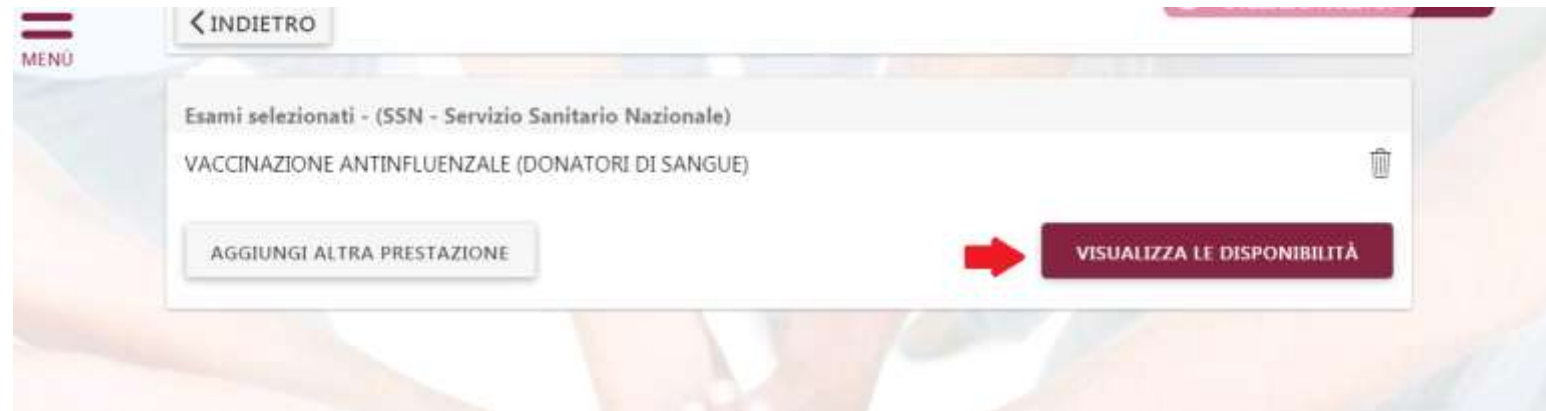 INDIETRO
MENÙ
Esami selezionati - (SSN - Servizio Sanitario Nazionale)
VACCINAZIONE ANTINFLUENZALE (DONATORI DI SANGUE)
AGGIUNGI ALTRA PRESTAZIONE
VISUALIZZA LE DISPONIBILITÀ